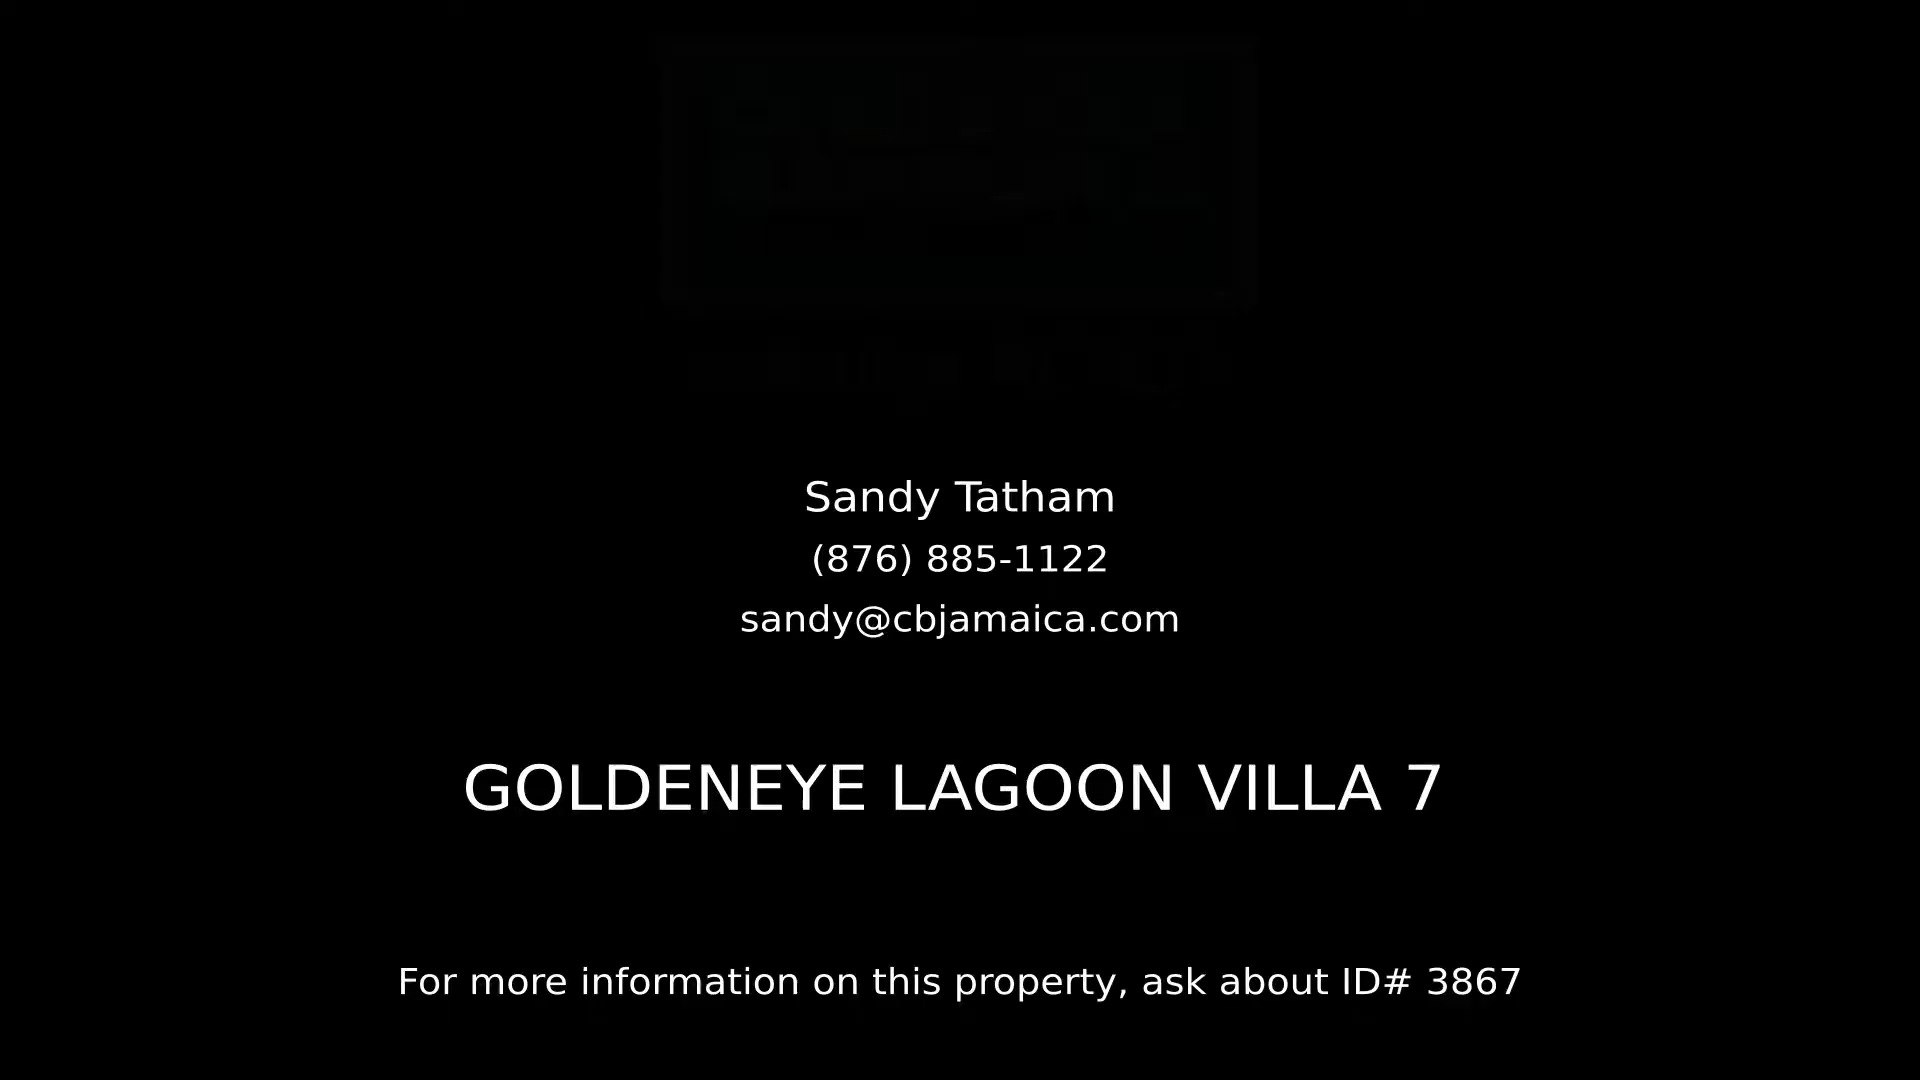 Sandy Tatham
(876) 885-1122
sandy@cbjamaica.com
GOLDENEYE LAGOON VILLA 7
For more information on this property, ask about ID# 3867